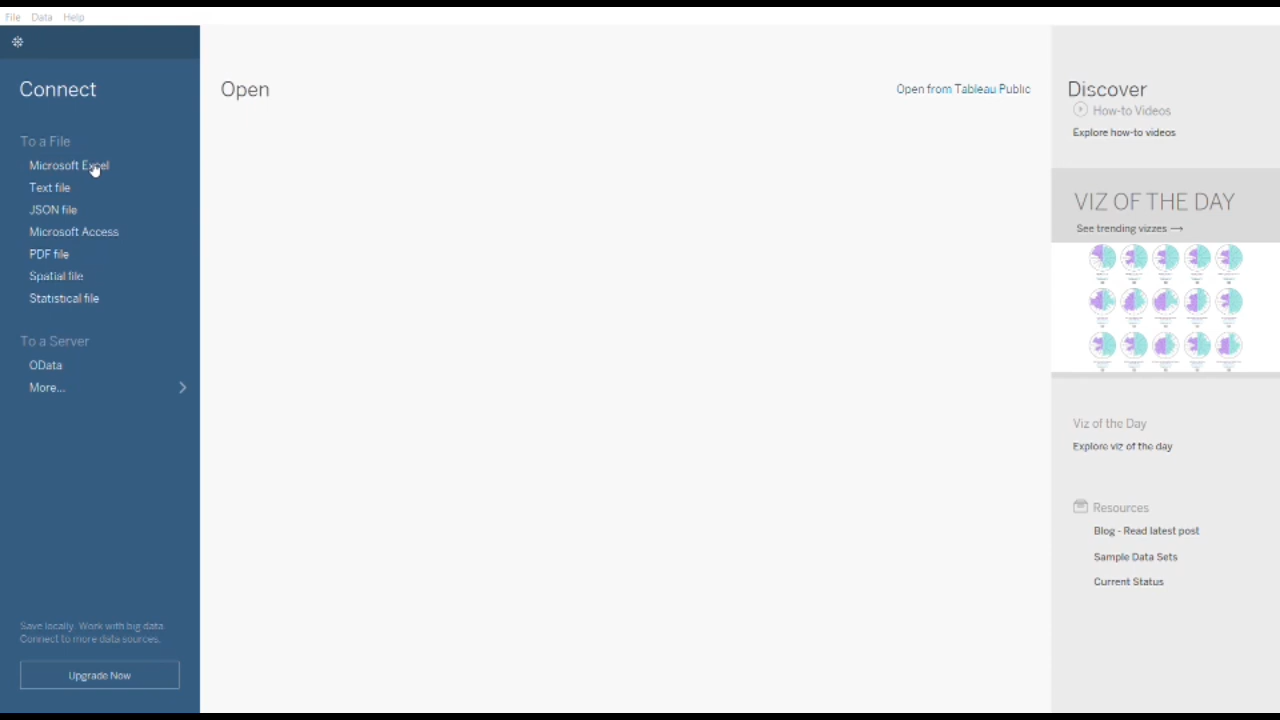 File Data Help
Connect
To a File
Microsoft Excel
Text file
JSON file
Microsoft Access
PDF file
Spatial file
Statistical file
To a Server
OData
More...
Save locally. Work with big data.
Connect to more data sources.
Upgrade Now
Open
Open from Tableau Public
Discover
How-to Videos
Explore how-to videos
VIZ OF THE DAY
See trending vizzes →
Viz of the Day
Explore viz of the day
Resources
Blog - Read latest post
Sample Data Sets
Current Status